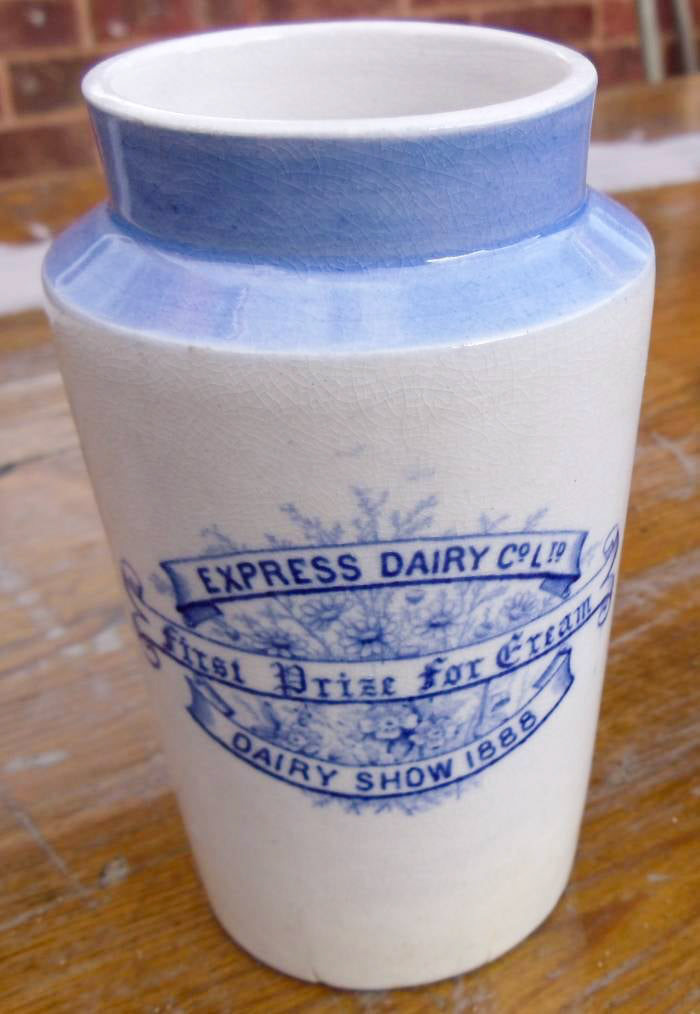 EXPRESS DAIRY Co LTD
First Prize For Cream
DAIRY SHOW 1888